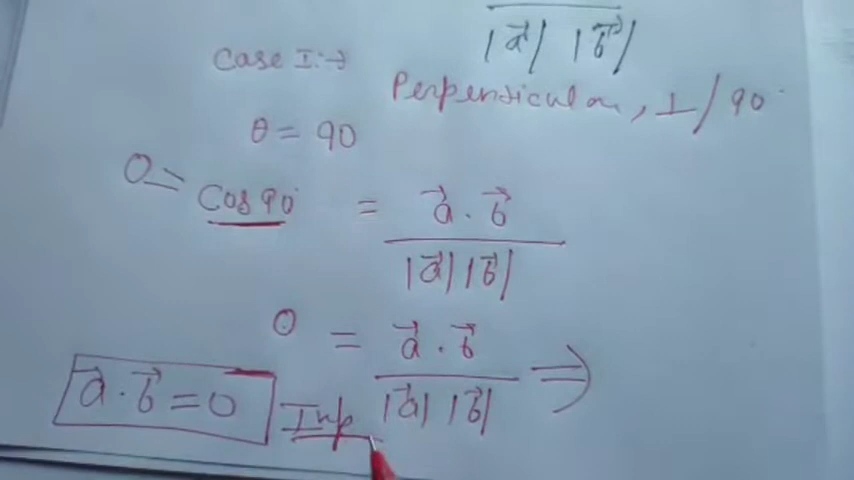 |a⃗| |b⃗|
Case I:→
Perpendicular, ⊥/90°
θ = 90
0 = Cos 90° = a⃗ . b⃗ / |a⃗| |b⃗|
0 = a⃗ . b⃗ / |a⃗| |b⃗| ⇒
a⃗ . b⃗ = 0 Imp